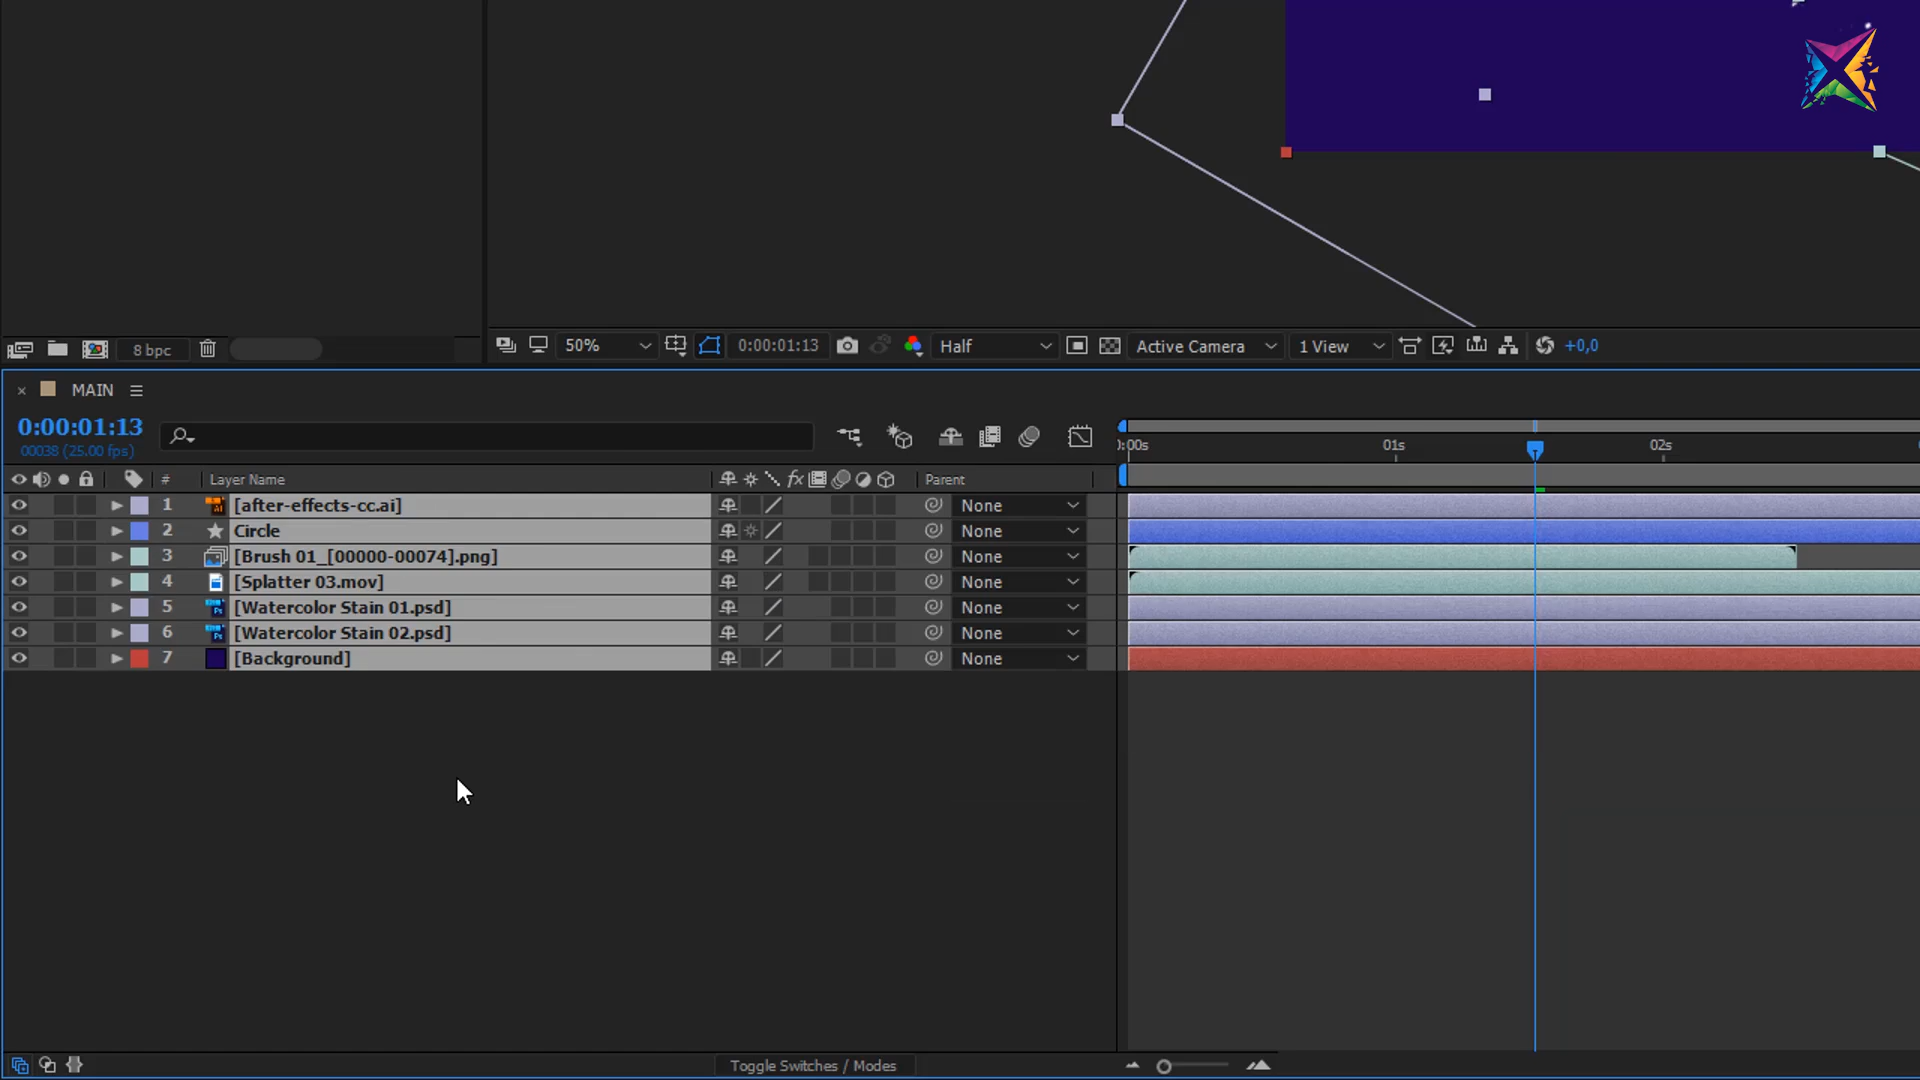 8 bpc
50%
0:00:01:13
Half
Active Camera
1 View
+0,0
MAIN
0:00:01:13
00038 (25.00 fps)
0:00s
01s
02s
#
Layer Name
fx
Parent
1
[after-effects-cc.ai]
None
2
Circle
None
3
[Brush 01_[00000-00074].png]
None
4
[Splatter 03.mov]
None
5
[Watercolor Stain 01.psd]
None
6
[Watercolor Stain 02.psd]
None
7
[Background]
None
Toggle Switches / Modes